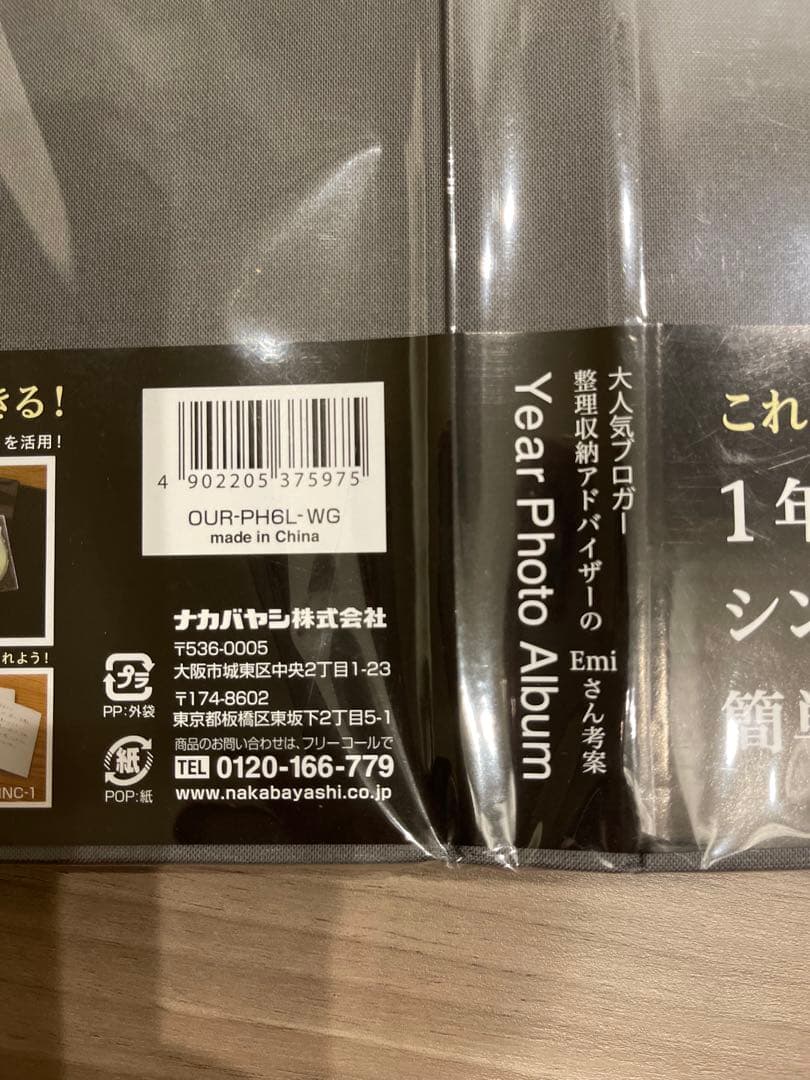 きる!
を活用!
れよう!
INC-1
4 902205 375975
OUR-PH6L-WG
made in China
ナカバヤシ株式会社
〒536-0005
大阪市城東区中央2丁目1-23
〒174-8602
東京都板橋区東坂下2丁目5-1
商品のお問い合わせは、フリーコールで
TEL 0120-166-779
www.nakabayashi.co.jp
プラ
PP:外袋
紙
POP:紙
大人気ブロガー
整理収納アドバイザーの Emiさん考案
Year Photo Album
これ
1年
シン
簡単